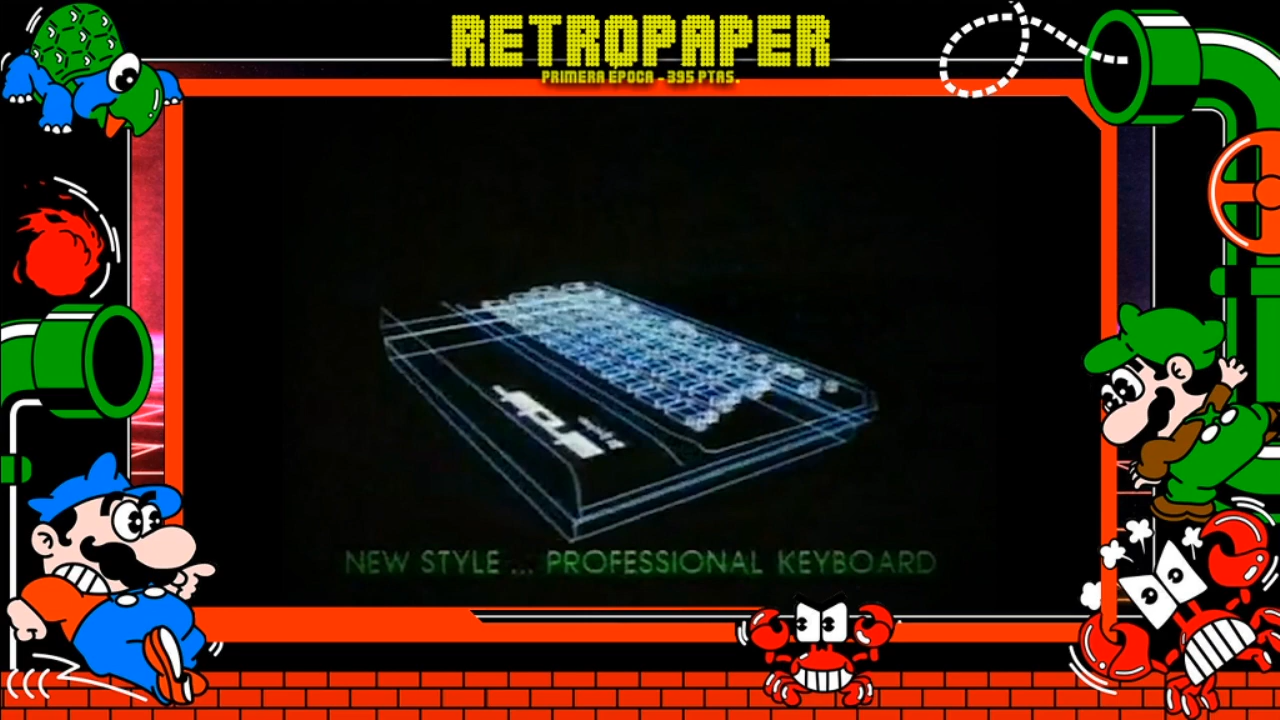 RETROPAPER
PRIMERA EPOCA - 395 PTAS.
NEW STYLE ... PROFESSIONAL KEYBOARD